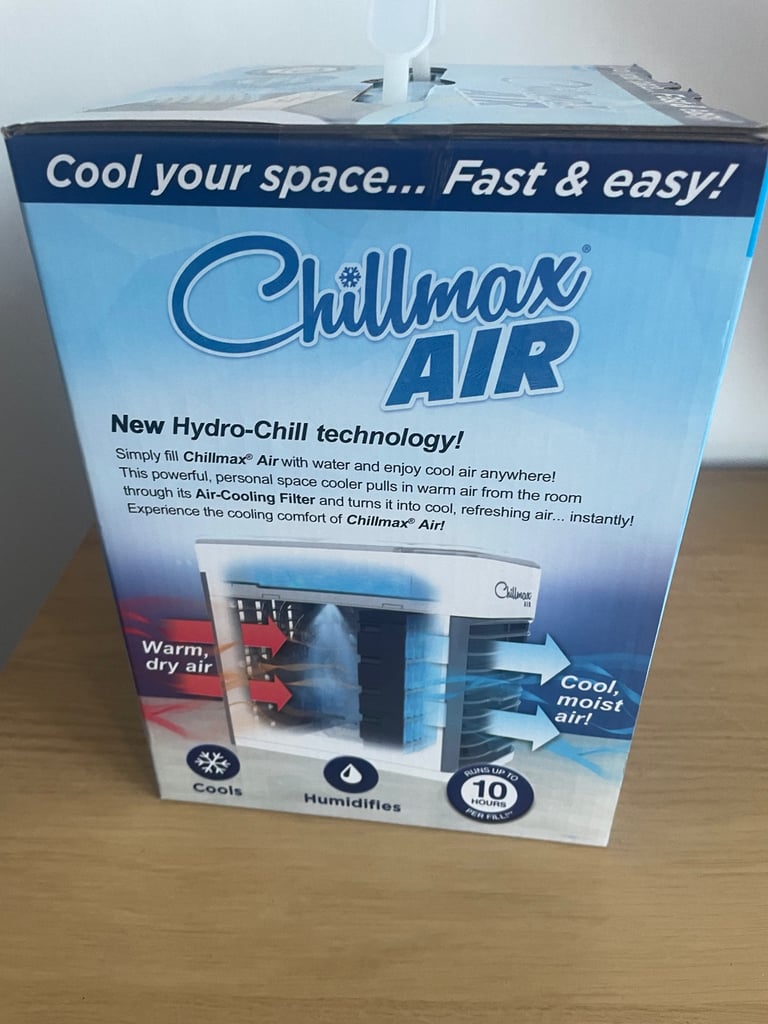 Cool your space... Fast & easy!
Chillmax®
AIR
New Hydro-Chill technology!
Simply fill Chillmax® Air with water and enjoy cool air anywhere!
This powerful, personal space cooler pulls in warm air from the room
through its Air-Cooling Filter and turns it into cool, refreshing air... instantly!
Experience the cooling comfort of Chillmax® Air!
Chillmax
AIR
Warm,
dry air
Cool,
moist
air!
Cools
Humidifies
RUNS UP TO
10
HOURS
PER FILL!